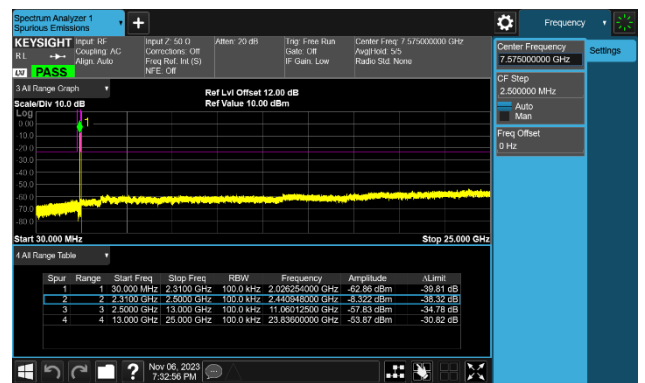 Spectrum Analyzer 1
Spurious Emissions
Frequency
KEYSIGHT
Input: RF
Coupling: AC
Align: Auto
Input Z: 50 Ω
Corrections: Off
Freq Ref: Int (S)
NFE: Off
Atten: 20 dB
Trig: Free Run
Gate: Off
IF Gain: Low
Center Freq: 7.575000000 GHz
Avg|Hold: 5/5
Radio Std: None
R L
LV PASS
Center Frequency
7.575000000 GHz
Settings
CF Step
2.500000 MHz
Auto
Man
Freq Offset
0 Hz
3 All Range Graph
Scale/Div 10.0 dB
Ref Lvl Offset 12.00 dB
Ref Value 10.00 dBm
Log
0.00
-10.0
-20.0
-30.0
-40.0
-50.0
-60.0
-70.0
-80.0
1
Start 30.000 MHz
Stop 25.000 GHz
4 All Range Table
Spur Range Start Freq Stop Freq RBW Frequency Amplitude ΔLimit
1 1 30.000 MHz 2.3100 GHz 100.0 kHz 2.026254000 GHz -62.86 dBm -39.81 dB
2 2 2.3100 GHz 2.5000 GHz 100.0 kHz 2.440948000 GHz -8.322 dBm -38.32 dB
3 3 2.5000 GHz 13.000 GHz 100.0 kHz 11.06012500 GHz -57.83 dBm -34.78 dB
4 4 13.000 GHz 25.000 GHz 100.0 kHz 23.83600000 GHz -53.87 dBm -30.82 dB
Nov 06, 2023
7:32:56 PM